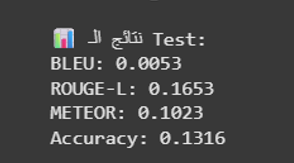 📊 نتائج الـ Test:
BLEU: 0.0053
ROUGE-L: 0.1653
METEOR: 0.1023
Accuracy: 0.1316